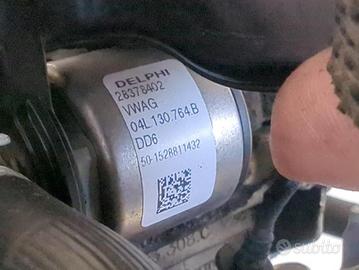 DELPHI
28378402
VWAG
04L.130.764.B
DD6
50-1528811432
subito